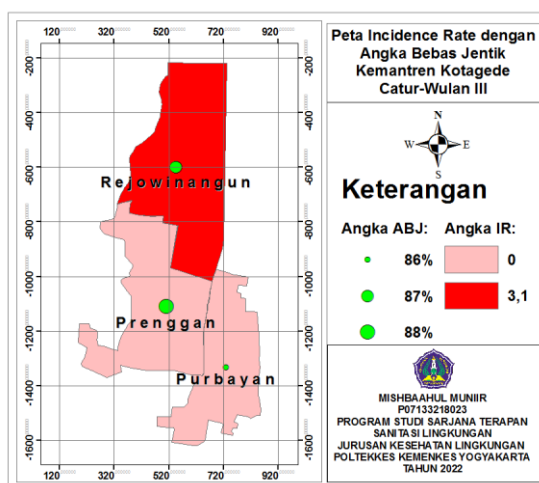 120 320 520 720 920
-200
-400
-600
-800
-1000
-1200
-1400
-1600
Rejowinangun
Prenggan
Purbayan
120 320 520 720 920
Peta Incidence Rate dengan
Angka Bebas Jentik
Kemantren Kotagede
Catur-Wulan III
N
W E
S
Keterangan
Angka ABJ: Angka IR:
86% 0
87% 3,1
88%
MISHBAAHUL MUNIIR
P07133218023
PROGRAM STUDI SARJANA TERAPAN
SANITASI LINGKUNGAN
JURUSAN KESEHATAN LINGKUNGAN
POLTEKKES KEMENKES YOGYAKARTA
TAHUN 2022